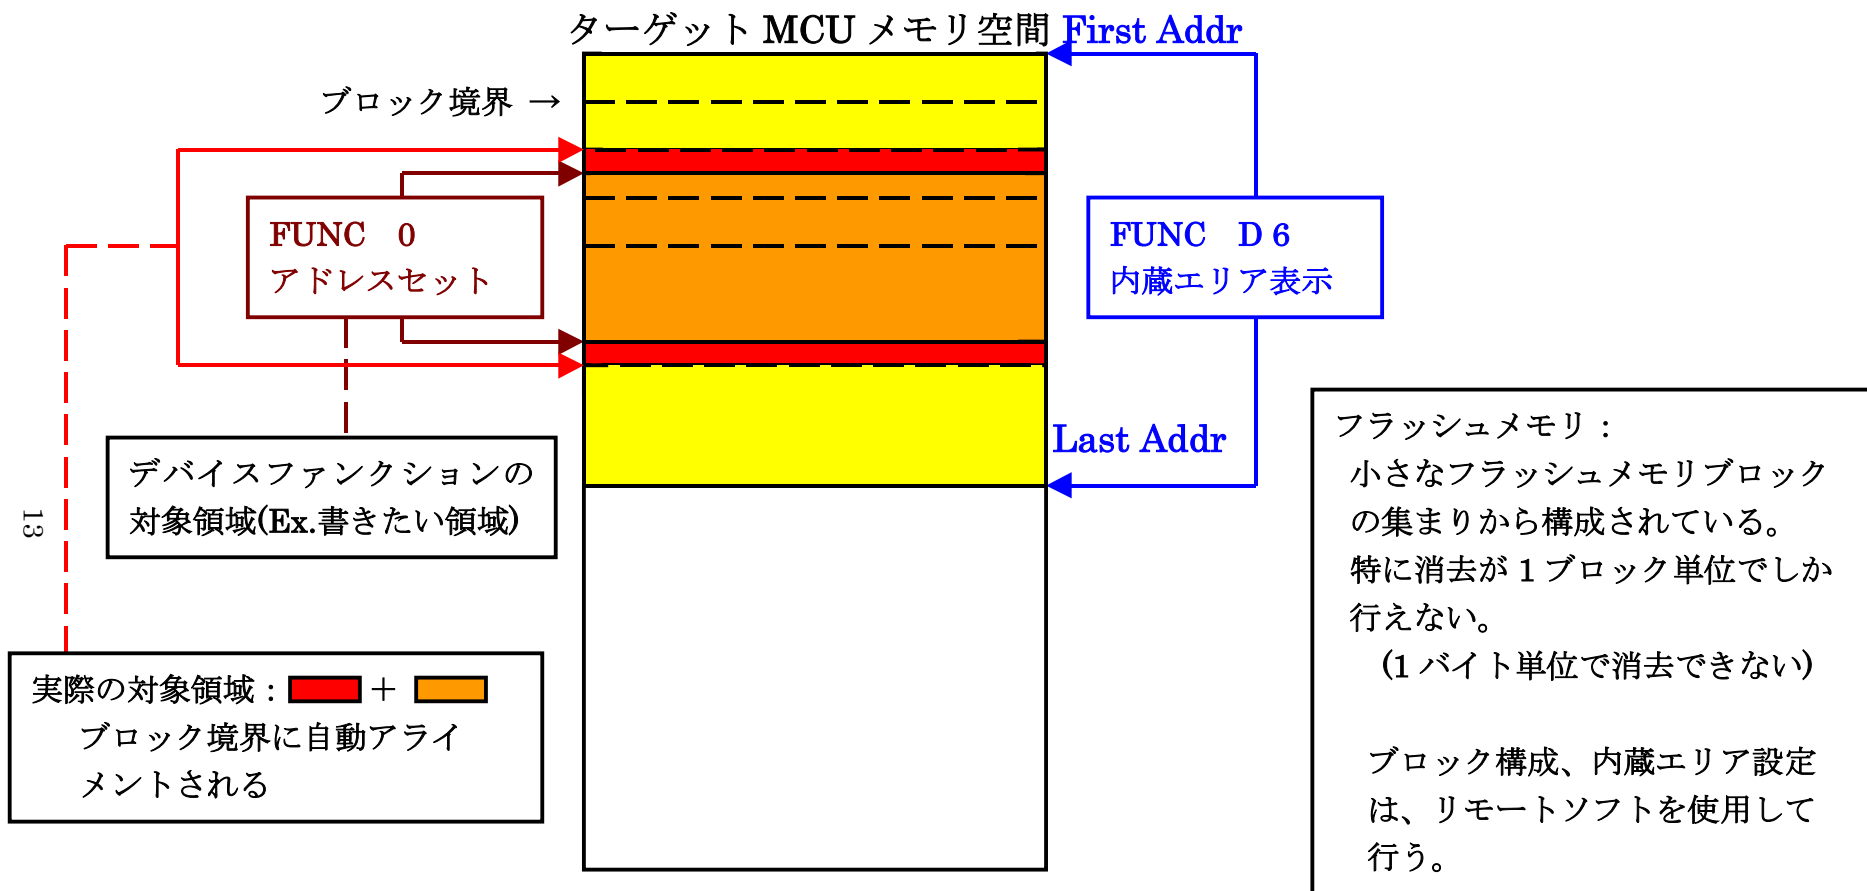 ターゲット MCU メモリ空間
First Addr
ブロック境界 →
FUNC 0
アドレスセット
FUNC D6
内蔵エリア表示
Last Addr
デバイスファンクションの
対象領域(Ex.書きたい領域)
13
実際の対象領域：＋
ブロック境界に自動アライ
メントされる
フラッシュメモリ：
小さなフラッシュメモリブロック
の集まりから構成されている。
特に消去が 1 ブロック単位でしか
行えない。
(1 バイト単位で消去できない)
ブロック構成、内蔵エリア設定
は、リモートソフトを使用して
行う。